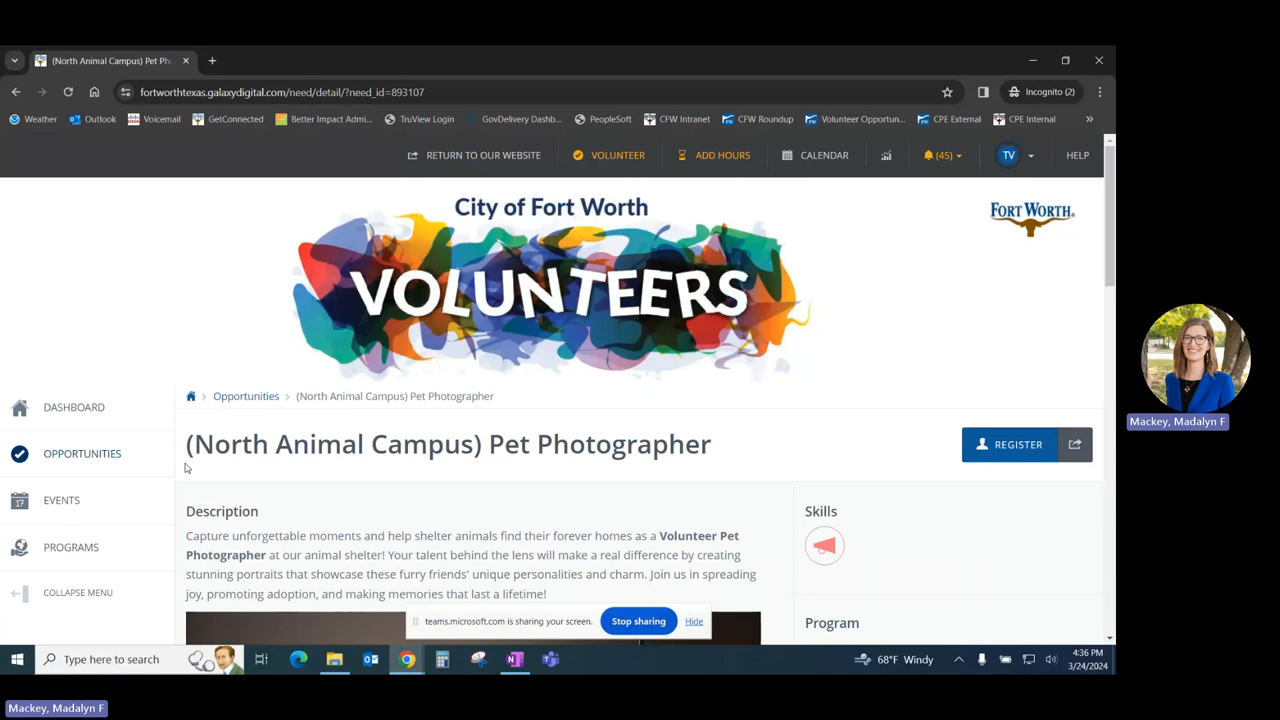 (North Animal Campus) Pet Ph
fortworthtexas.galaxydigital.com/need/detail/?need_id=893107
Incognito (2)
Weather Outlook Voicemail GetConnected Better Impact Admi... TruView Login GovDelivery Dashb... PeopleSoft CFW Intranet CFW Roundup Volunteer Opportun... CPE External CPE Internal »
RETURN TO OUR WEBSITE VOLUNTEER ADD HOURS CALENDAR (45) TV HELP
City of Fort Worth
VOLUNTEERS
FORT WORTH
DASHBOARD
OPPORTUNITIES
EVENTS
17
PROGRAMS
COLLAPSE MENU
Opportunities (North Animal Campus) Pet Photographer
(North Animal Campus) Pet Photographer
REGISTER
Description
Capture unforgettable moments and help shelter animals find their forever homes as a Volunteer Pet
Photographer at our animal shelter! Your talent behind the lens will make a real difference by creating
stunning portraits that showcase these furry friends' unique personalities and charm. Join us in spreading
joy, promoting adoption, and making memories that last a lifetime!
Skills
Program
teams.microsoft.com is sharing your screen. Stop sharing Hide
Type here to search
68°F Windy
4:36 PM
3/24/2024
Mackey, Madalyn F
Mackey, Madalyn F